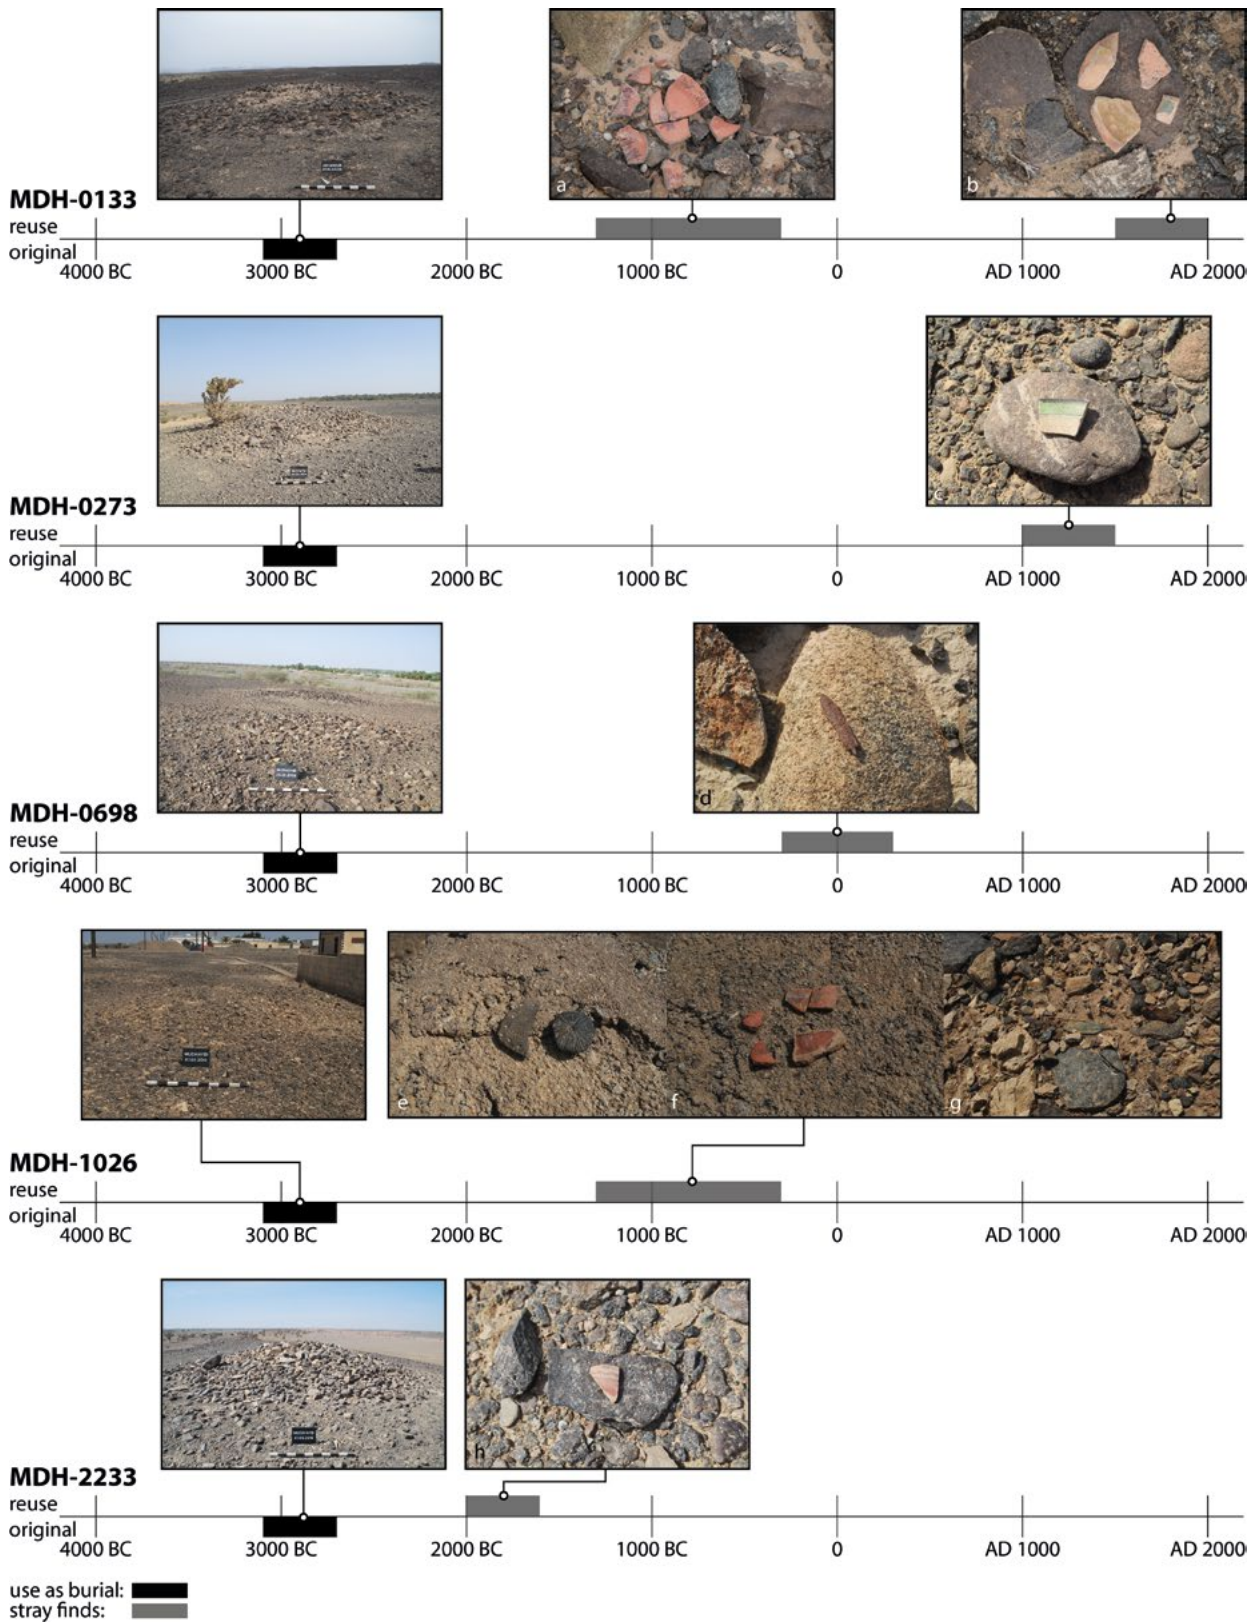 a
b
MDH-0133
reuse
original
4000 BC 3000 BC 2000 BC 1000 BC 0 AD 1000 AD 2000
c
MDH-0273
reuse
original
4000 BC 3000 BC 2000 BC 1000 BC 0 AD 1000 AD 2000
d
MDH-0698
reuse
original
4000 BC 3000 BC 2000 BC 1000 BC 0 AD 1000 AD 2000
e f g
MDH-1026
reuse
original
4000 BC 3000 BC 2000 BC 1000 BC 0 AD 1000 AD 2000
h
MDH-2233
reuse
original
4000 BC 3000 BC 2000 BC 1000 BC 0 AD 1000 AD 2000
use as burial:
stray finds: